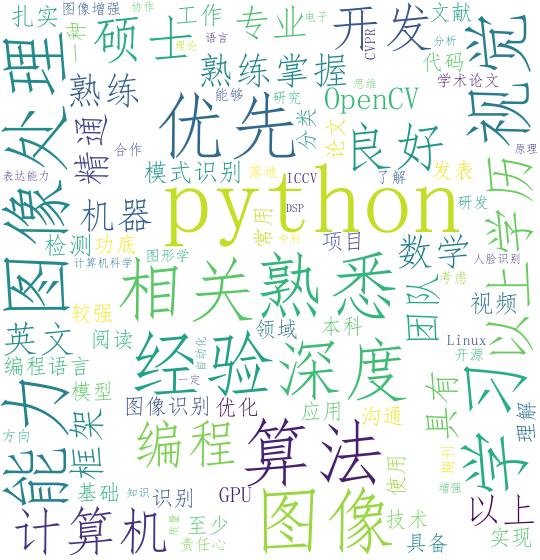 扎实
图像增强
协作
电子
一种
硕士
工作
专业
开发
文献
理论
语言
CVPR
分析
代码
视觉
图像处理
熟练
熟练掌握
学术论文
思维
能够
研究
OpenCV
优先
分类
论文
良好
精通
合作
原理
表达能力
模式识别
落地
ICCV
了解
发表
python
研发
机器
DSP
常用
专利
项目
数学
检测
功底
图形学
计算机科学
人脸识别
以上学历
相关
熟悉
团队
考虑
视频
较强
英文
阅读
领域
本科
Linux
开源
自动化
经验
深度
编程语言
模型
能力
框架
图像识别
优化
应用
沟通
具有
理解
学习
方向
编程
算法
使用
期刊
增强
基础
知识
识别
GPU
图像
技术
以上
计算机
质量
至少
责任心
具备
实现